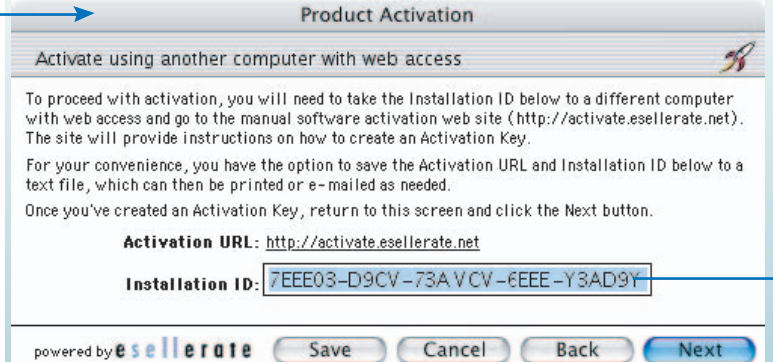 Product Activation
Activate using another computer with web access
To proceed with activation, you will need to take the Installation ID below to a different computer
with web access and go to the manual software activation web site (http://activate.esellerate.net).
The site will provide instructions on how to create an Activation Key.
For your convenience, you have the option to save the Activation URL and Installation ID below to a
text file, which can then be printed or e-mailed as needed.
Once you've created an Activation Key, return to this screen and click the Next button.
Activation URL: http://activate.esellerate.net
Installation ID: 7EEE03-D9CV-73AVCV-6EEE-Y3AD9Y
powered by esellerate Save Cancel Back Next